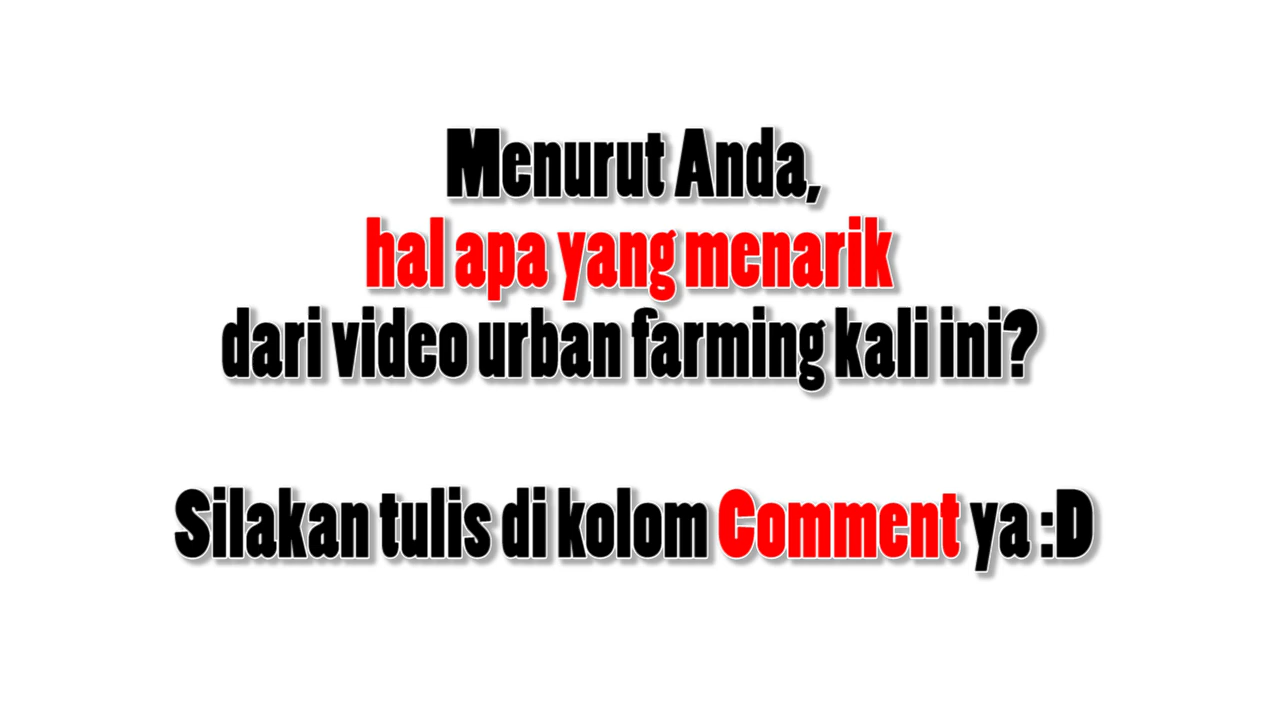 Menurut Anda,
hal apa yang menarik
dari video urban farming kali ini?
Silakan tulis di kolom Comment ya :D